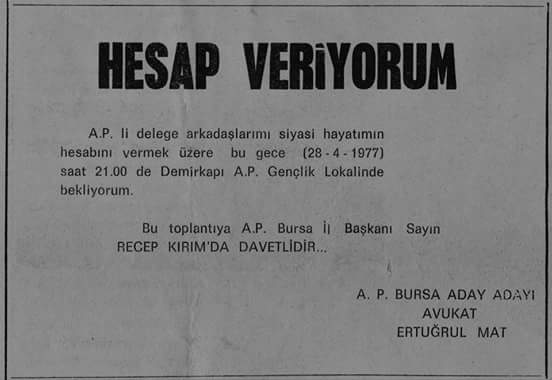 HESAP VERİYORUM
A.P. li delege arkadaşlarımı siyasi hayatımın
hesabını vermek üzere bu gece (28-4-1977)
saat 21.00 de Demirkapı A.P. Gençlik Lokalinde
bekliyorum.
Bu toplantıya A.P. Bursa İl Başkanı Sayın
RECEP KIRIM'DA DAVETLİDİR...
A. P. BURSA ADAY ADAYI
AVUKAT
ERTUĞRUL MAT